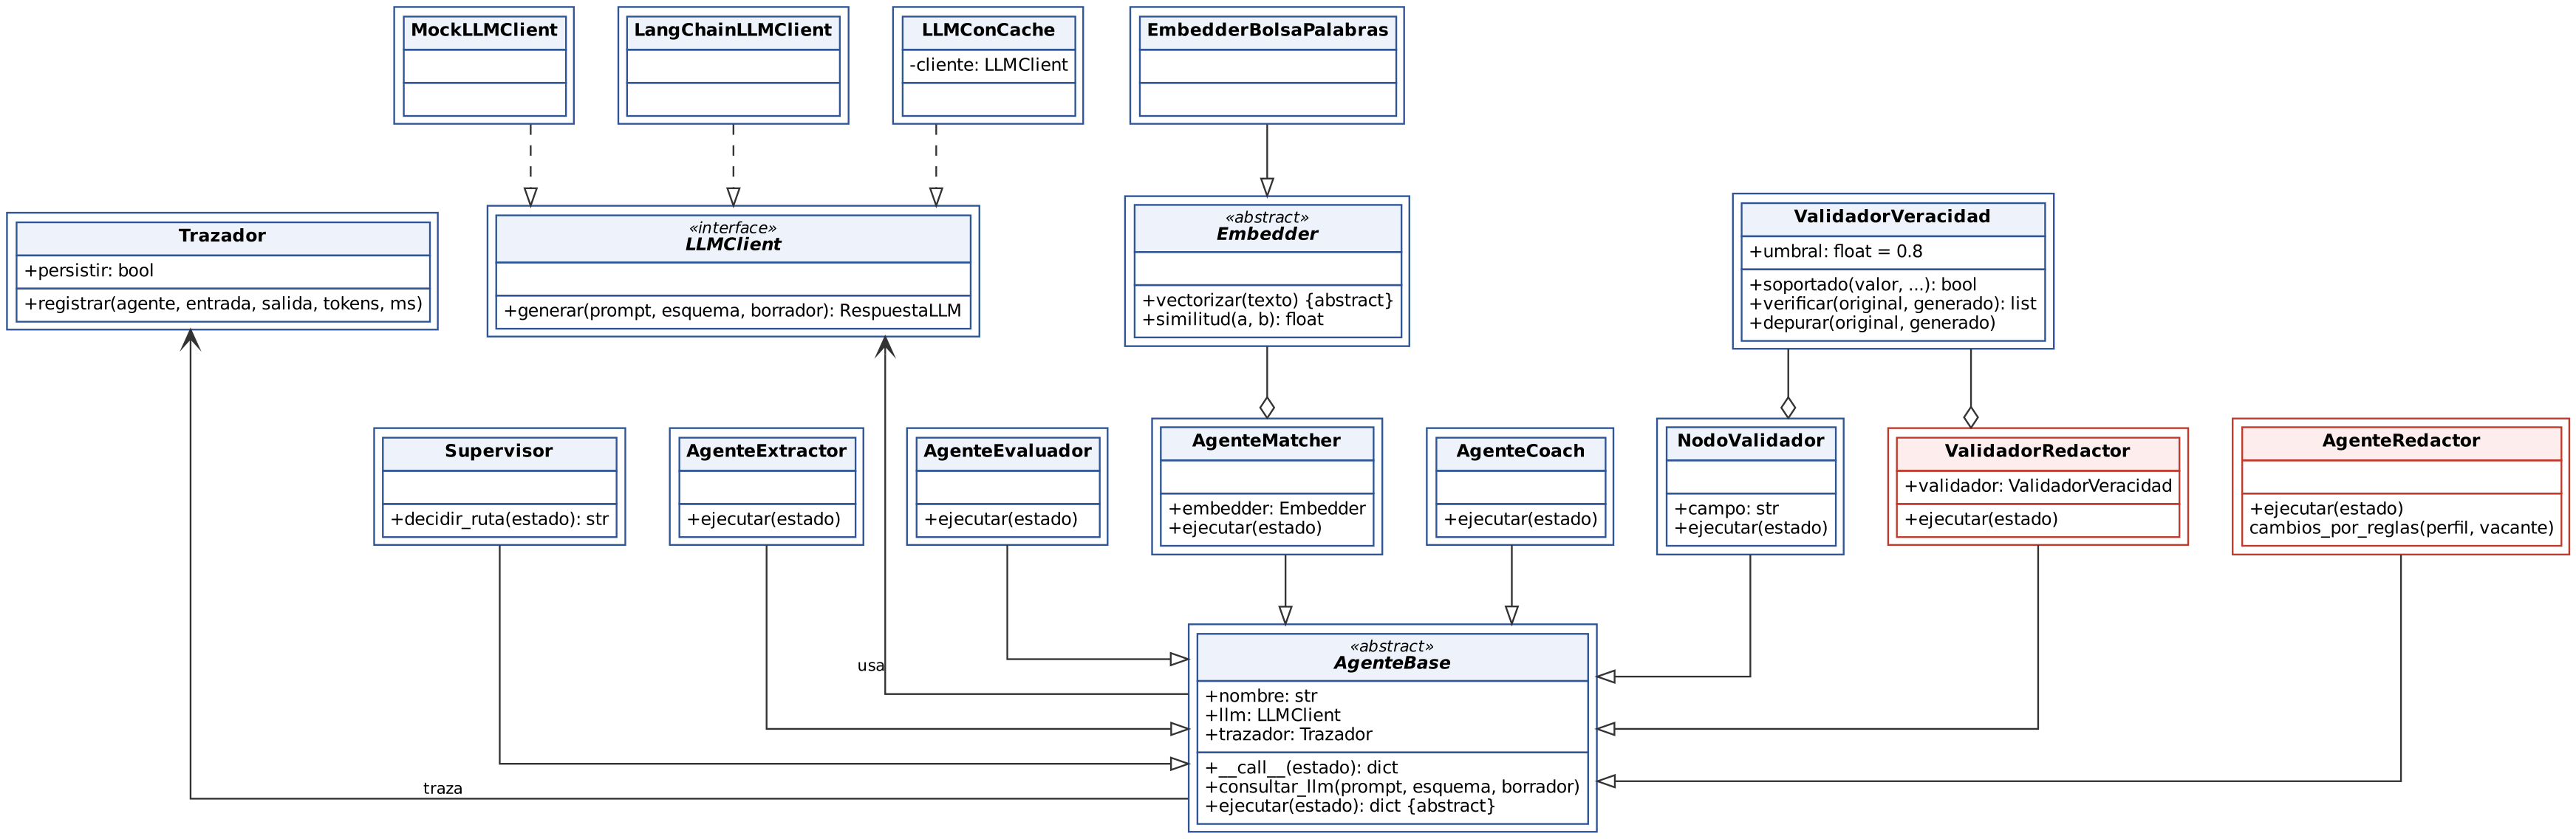 MockLLMClient
LangChainLLMClient
LLMConCache
-cliente: LLMClient
EmbedderBolsaPalabras
Trazador
+persistir: bool
+registrar(agente, entrada, salida, tokens, ms)
«interface»
LLMClient
+generar(prompt, esquema, borrador): RespuestaLLM
«abstract»
Embedder
+vectorizar(texto) {abstract}
+similitud(a, b): float
ValidadorVeracidad
+umbral: float = 0.8
+soportado(valor, ...): bool
+verificar(original, generado): list
+depurar(original, generado)
Supervisor
+decidir_ruta(estado): str
AgenteExtractor
+ejecutar(estado)
AgenteEvaluador
+ejecutar(estado)
AgenteMatcher
+embedder: Embedder
+ejecutar(estado)
AgenteCoach
+ejecutar(estado)
NodoValidador
+campo: str
+ejecutar(estado)
ValidadorRedactor
+validador: ValidadorVeracidad
+ejecutar(estado)
AgenteRedactor
+ejecutar(estado)
cambios_por_reglas(perfil, vacante)
usa
traza
«abstract»
AgenteBase
+nombre: str
+llm: LLMClient
+trazador: Trazador
+__call__(estado): dict
+consultar_llm(prompt, esquema, borrador)
+ejecutar(estado): dict {abstract}